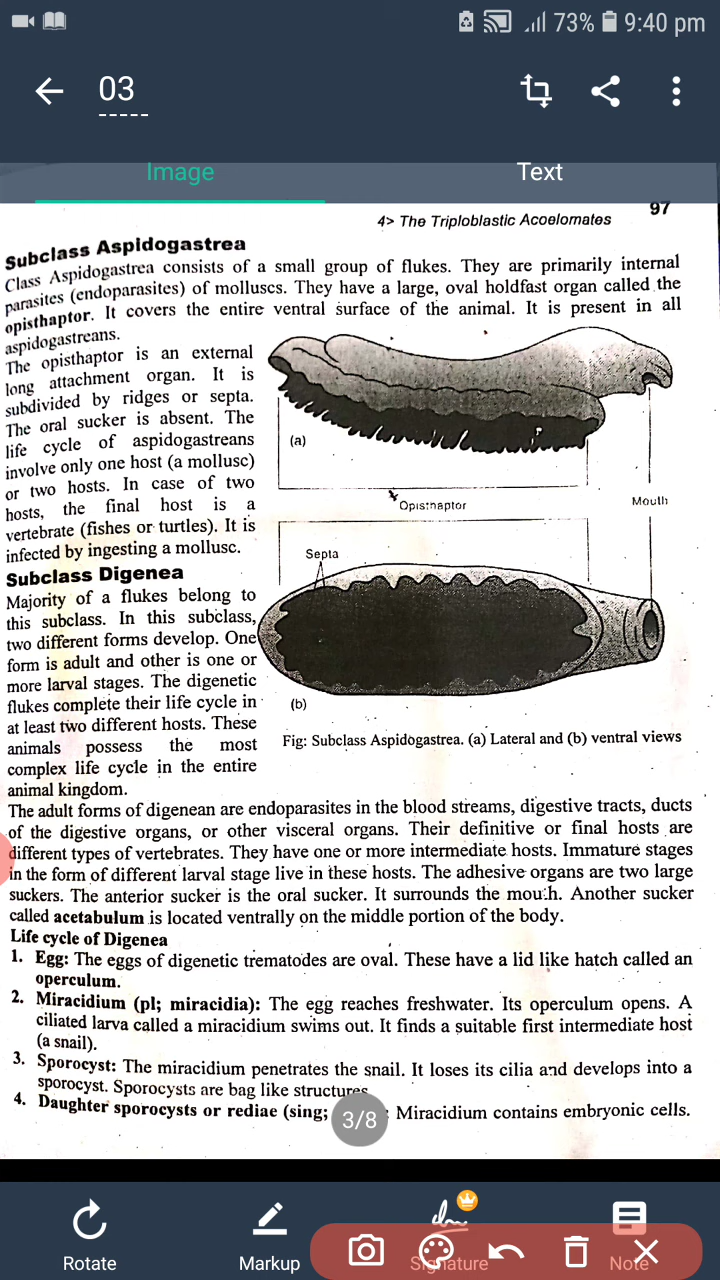 73% 9:40 pm
03
Image Text
4> The Triploblastic Acoelomates 97
Subclass Aspidogastrea
Class Aspidogastrea consists of a small group of flukes. They are primarily internal
parasites (endoparasites) of molluscs. They have a large, oval holdfast organ called the
opisthaptor. It covers the entire ventral surface of the animal. It is present in all
aspidogastreans.
The opisthaptor is an external
long attachment organ. It is
subdivided by ridges or septa.
The oral sucker is absent. The
life cycle of aspidogastreans
involve only one host (a mollusc)
or two hosts. In case of two
hosts, the final host is a
vertebrate (fishes or turtles). It is
infected by ingesting a mollusc.
(a)
Opisthaptor
Mouth
Septa
(b)
Fig: Subclass Aspidogastrea. (a) Lateral and (b) ventral views
Subclass Digenea
Majority of a flukes belong to
this subclass. In this subclass,
two different forms develop. One
form is adult and other is one or
more larval stages. The digenetic
flukes complete their life cycle in
at least two different hosts. These
animals possess the most
complex life cycle in the entire
animal kingdom.
The adult forms of digenean are endoparasites in the blood streams, digestive tracts, ducts
of the digestive organs, or other visceral organs. Their definitive or final hosts are
different types of vertebrates. They have one or more intermediate hosts. Immature stages
in the form of different larval stage live in these hosts. The adhesive organs are two large
suckers. The anterior sucker is the oral sucker. It surrounds the mouth. Another sucker
called acetabulum is located ventrally on the middle portion of the body.
Life cycle of Digenea
1. Egg: The eggs of digenetic trematodes are oval. These have a lid like hatch called an
operculum.
2. Miracidium (pl; miracidia): The egg reaches freshwater. Its operculum opens. A
ciliated larva called a miracidium swims out. It finds a suitable first intermediate host
(a snail).
3. Sporocyst: The miracidium penetrates the snail. It loses its cilia and develops into a
sporocyst. Sporocysts are bag like structures
4. Daughter sporocysts or rediae (sing; : Miracidium contains embryonic cells.
3/8
Rotate Markup Signature Note